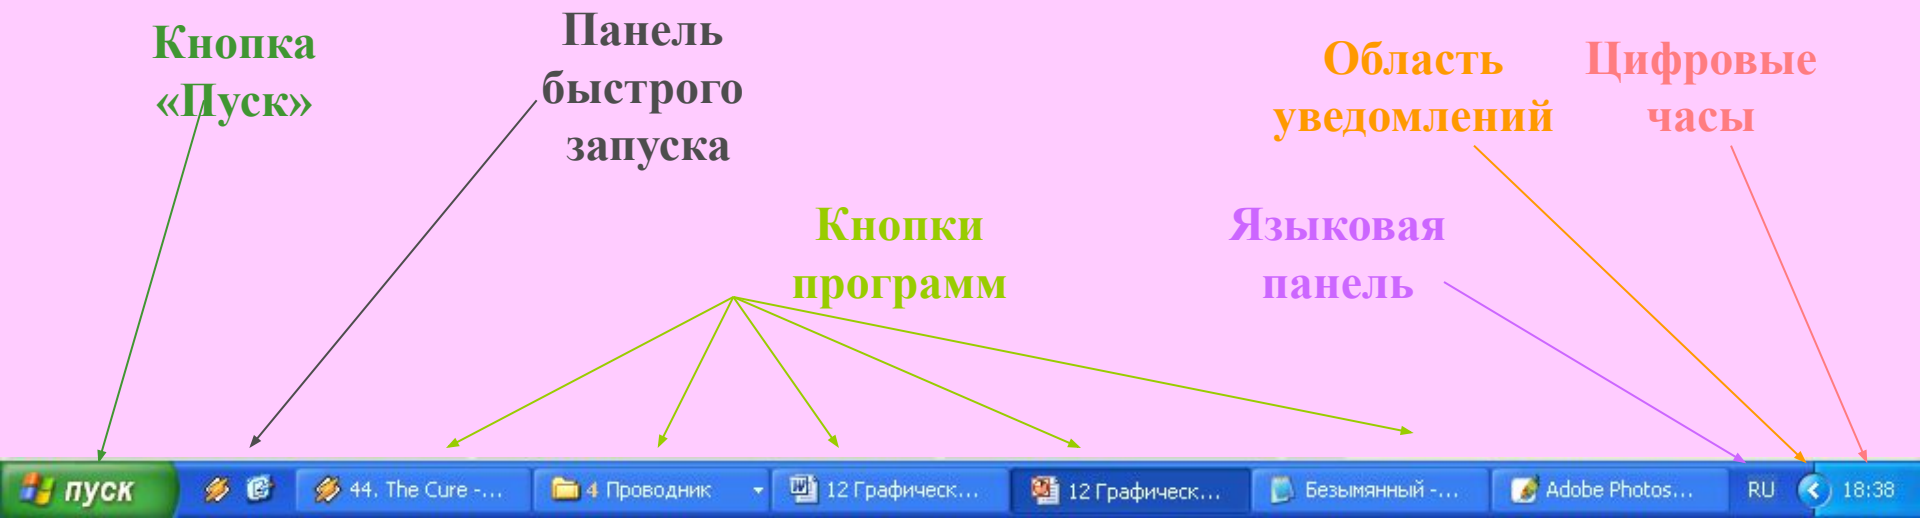 Кнопка
«Пуск»
Панель
быстрого
запуска
Область
уведомлений
Цифровые
часы
Кнопки
программ
Языковая
панель
пуск
44. The Cure -...
4 Проводник
12 Графическ...
12 Графическ...
Безымянный -...
Adobe Photos...
RU
18:38